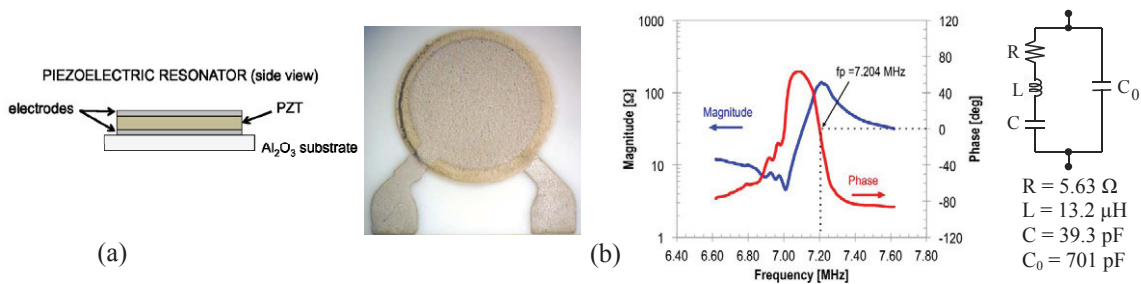 PIEZOELECTRIC RESONATOR (side view)
electrodes
PZT
Al₂O₃ substrate
(a)
(b)
Magnitude [Ω]
1000
100
10
1
fp =7.204 MHz
Magnitude
Phase
120
80
40
0
-40
-80
-120
Phase [deg]
6.40 6.60 6.80 7.00 7.20 7.40 7.60 7.80
Frequency [MHz]
R
L
C
C₀
R = 5.63 Ω
L = 13.2 μH
C = 39.3 pF
C₀ = 701 pF